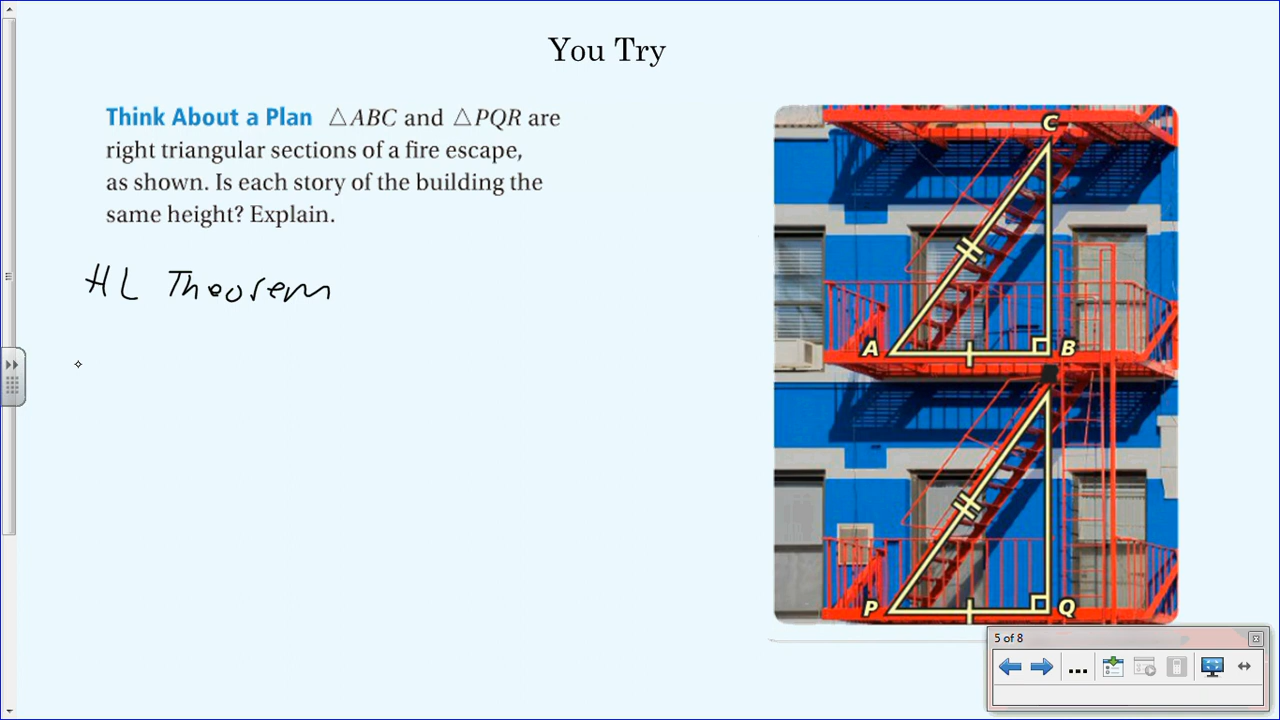 You Try
Think About a Plan △ABC and △PQR are
right triangular sections of a fire escape,
as shown. Is each story of the building the
same height? Explain.
HL Theorem
C
A
B
P
Q
5 of 8
...